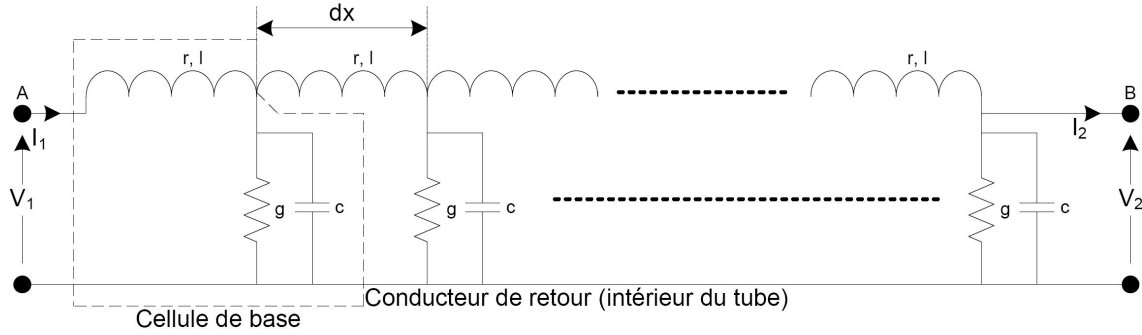 dx
r, l
r, l
r, l
A
B
I₁
I₂
V₁
g
c
g
c
g
c
V₂
Conducteur de retour (intérieur du tube)
Cellule de base